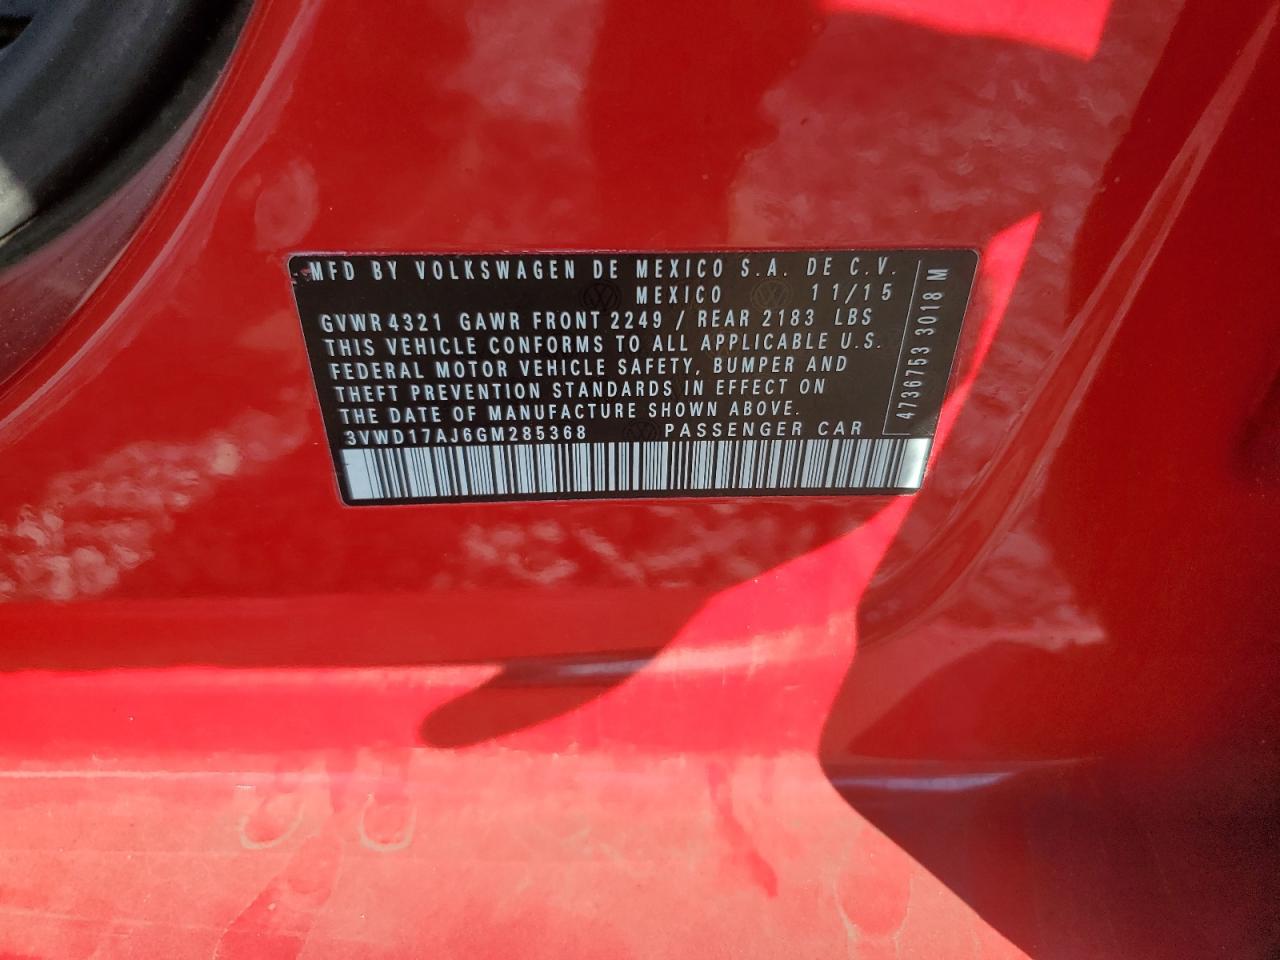 MFD BY VOLKSWAGEN DE MEXICO S.A. DE C.V.
MEXICO 11/15
GVWR 4321 GAWR FRONT 2249 / REAR 2183 LBS
THIS VEHICLE CONFORMS TO ALL APPLICABLE U.S.
FEDERAL MOTOR VEHICLE SAFETY, BUMPER AND
THEFT PREVENTION STANDARDS IN EFFECT ON
THE DATE OF MANUFACTURE SHOWN ABOVE.
3VWD17AJ6GM285368 PASSENGER CAR
4736753 3018 M